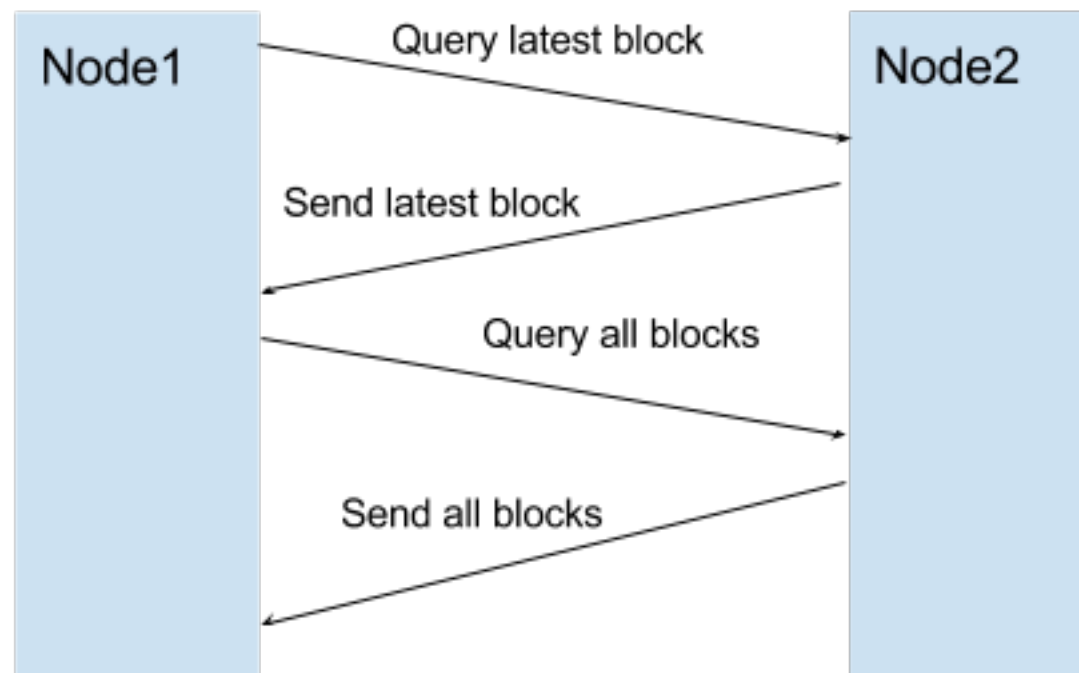 Node1
Query latest block
Node2
Send latest block
Query all blocks
Send all blocks